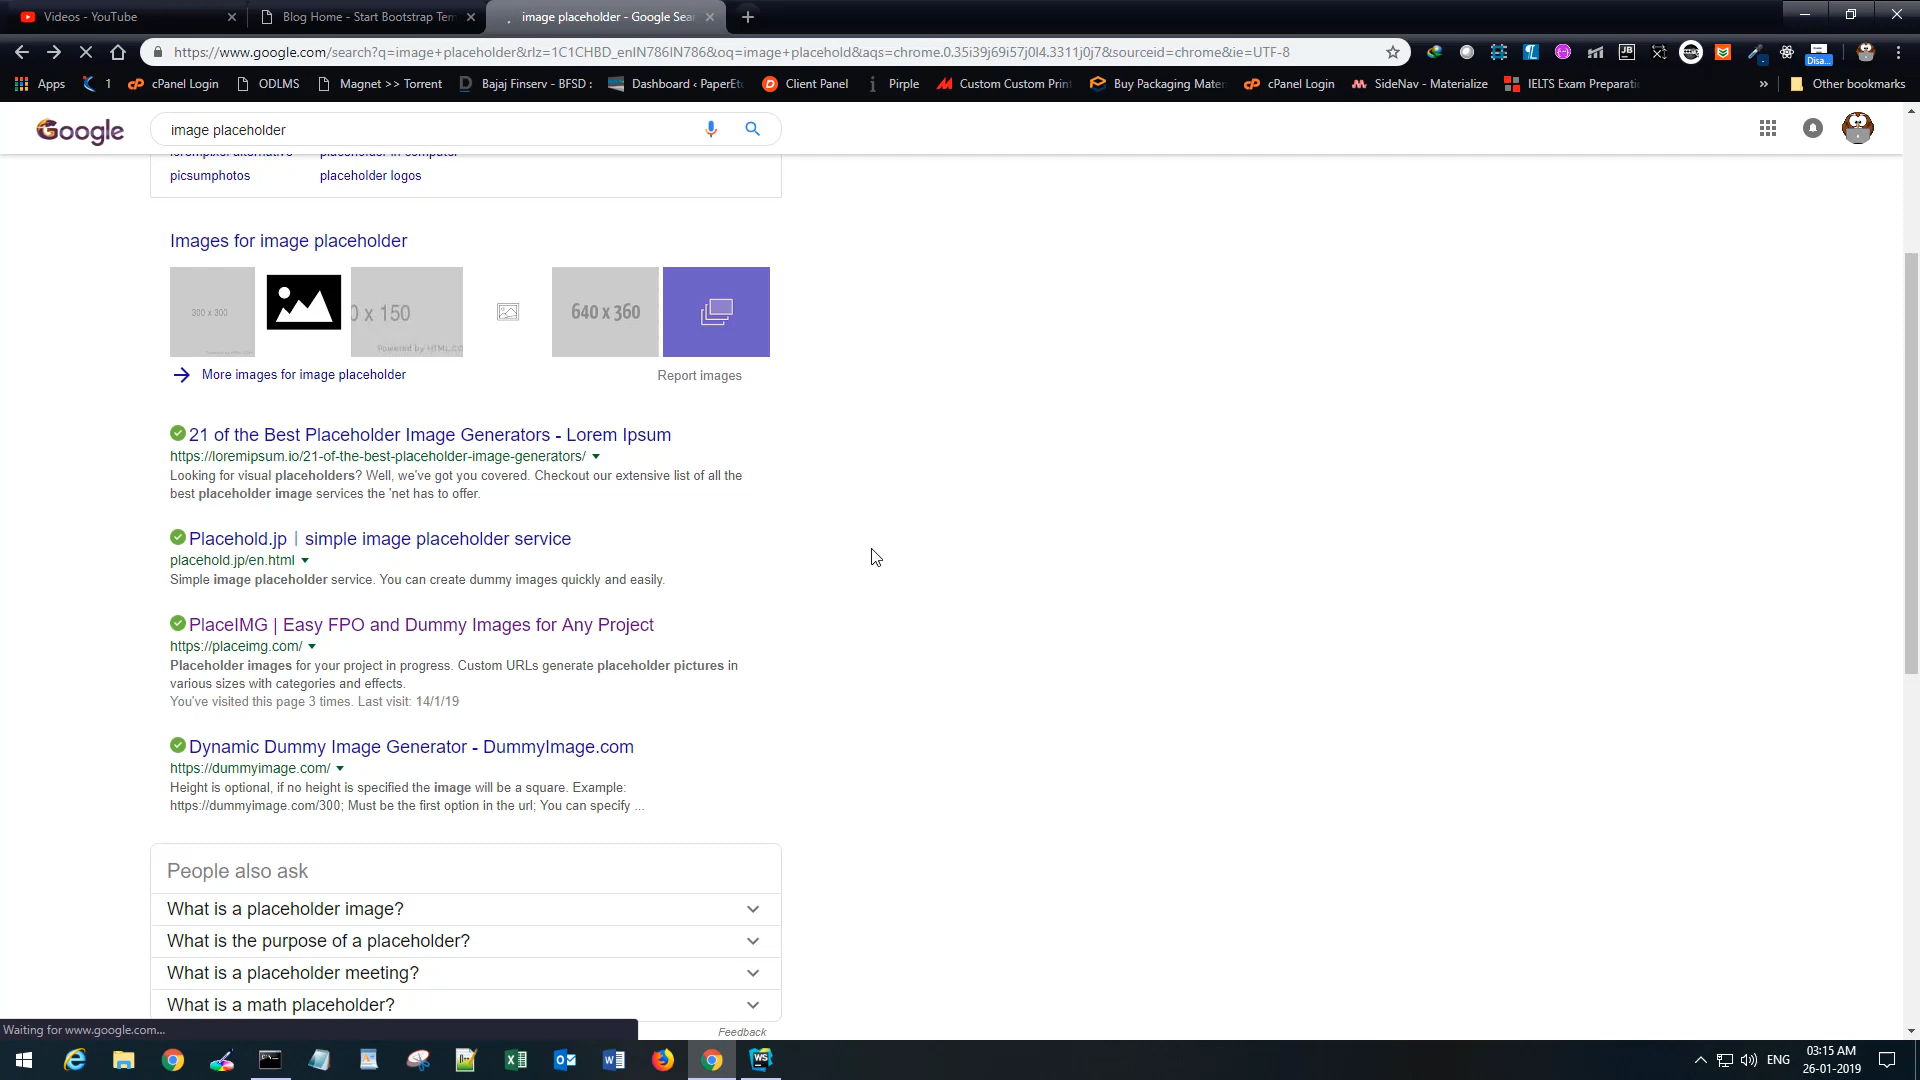 Videos - YouTube
Blog Home - Start Bootstrap Tem
image placeholder - Google Sear
https://www.google.com/search?q=image+placeholder&rlz=1C1CHBD_enIN786IN786&oq=image+placehold&aqs=chrome.0.35i39j69i57j0l4.3311j0j7&sourceid=chrome&ie=UTF-8
Disa...
Apps
1
cPanel Login
ODLMS
Magnet >> Torrent
Bajaj Finserv - BFSD :
Dashboard ‹ PaperEtc
Client Panel
Pirple
Custom Custom Print
Buy Packaging Mater
cPanel Login
SideNav - Materialize
IELTS Exam Preparatic
»
Other bookmarks
Google
image placeholder
lorempixel alternative
placeholder in computer
picsumphotos
placeholder logos
Images for image placeholder
300 x 300
0 x 150
Powered by HTML.CO
640 x 360
More images for image placeholder
Report images
21 of the Best Placeholder Image Generators - Lorem Ipsum
https://loremipsum.io/21-of-the-best-placeholder-image-generators/
Looking for visual placeholders? Well, we've got you covered. Checkout our extensive list of all the
best placeholder image services the 'net has to offer.
Placehold.jp | simple image placeholder service
placehold.jp/en.html
Simple image placeholder service. You can create dummy images quickly and easily.
PlaceIMG | Easy FPO and Dummy Images for Any Project
https://placeimg.com/
Placeholder images for your project in progress. Custom URLs generate placeholder pictures in
various sizes with categories and effects.
You've visited this page 3 times. Last visit: 14/1/19
Dynamic Dummy Image Generator - DummyImage.com
https://dummyimage.com/
Height is optional, if no height is specified the image will be a square. Example:
https://dummyimage.com/300; Must be the first option in the url; You can specify ...
People also ask
What is a placeholder image?
What is the purpose of a placeholder?
What is a placeholder meeting?
What is a math placeholder?
Feedback
Waiting for www.google.com...
ENG
03:15 AM
26-01-2019